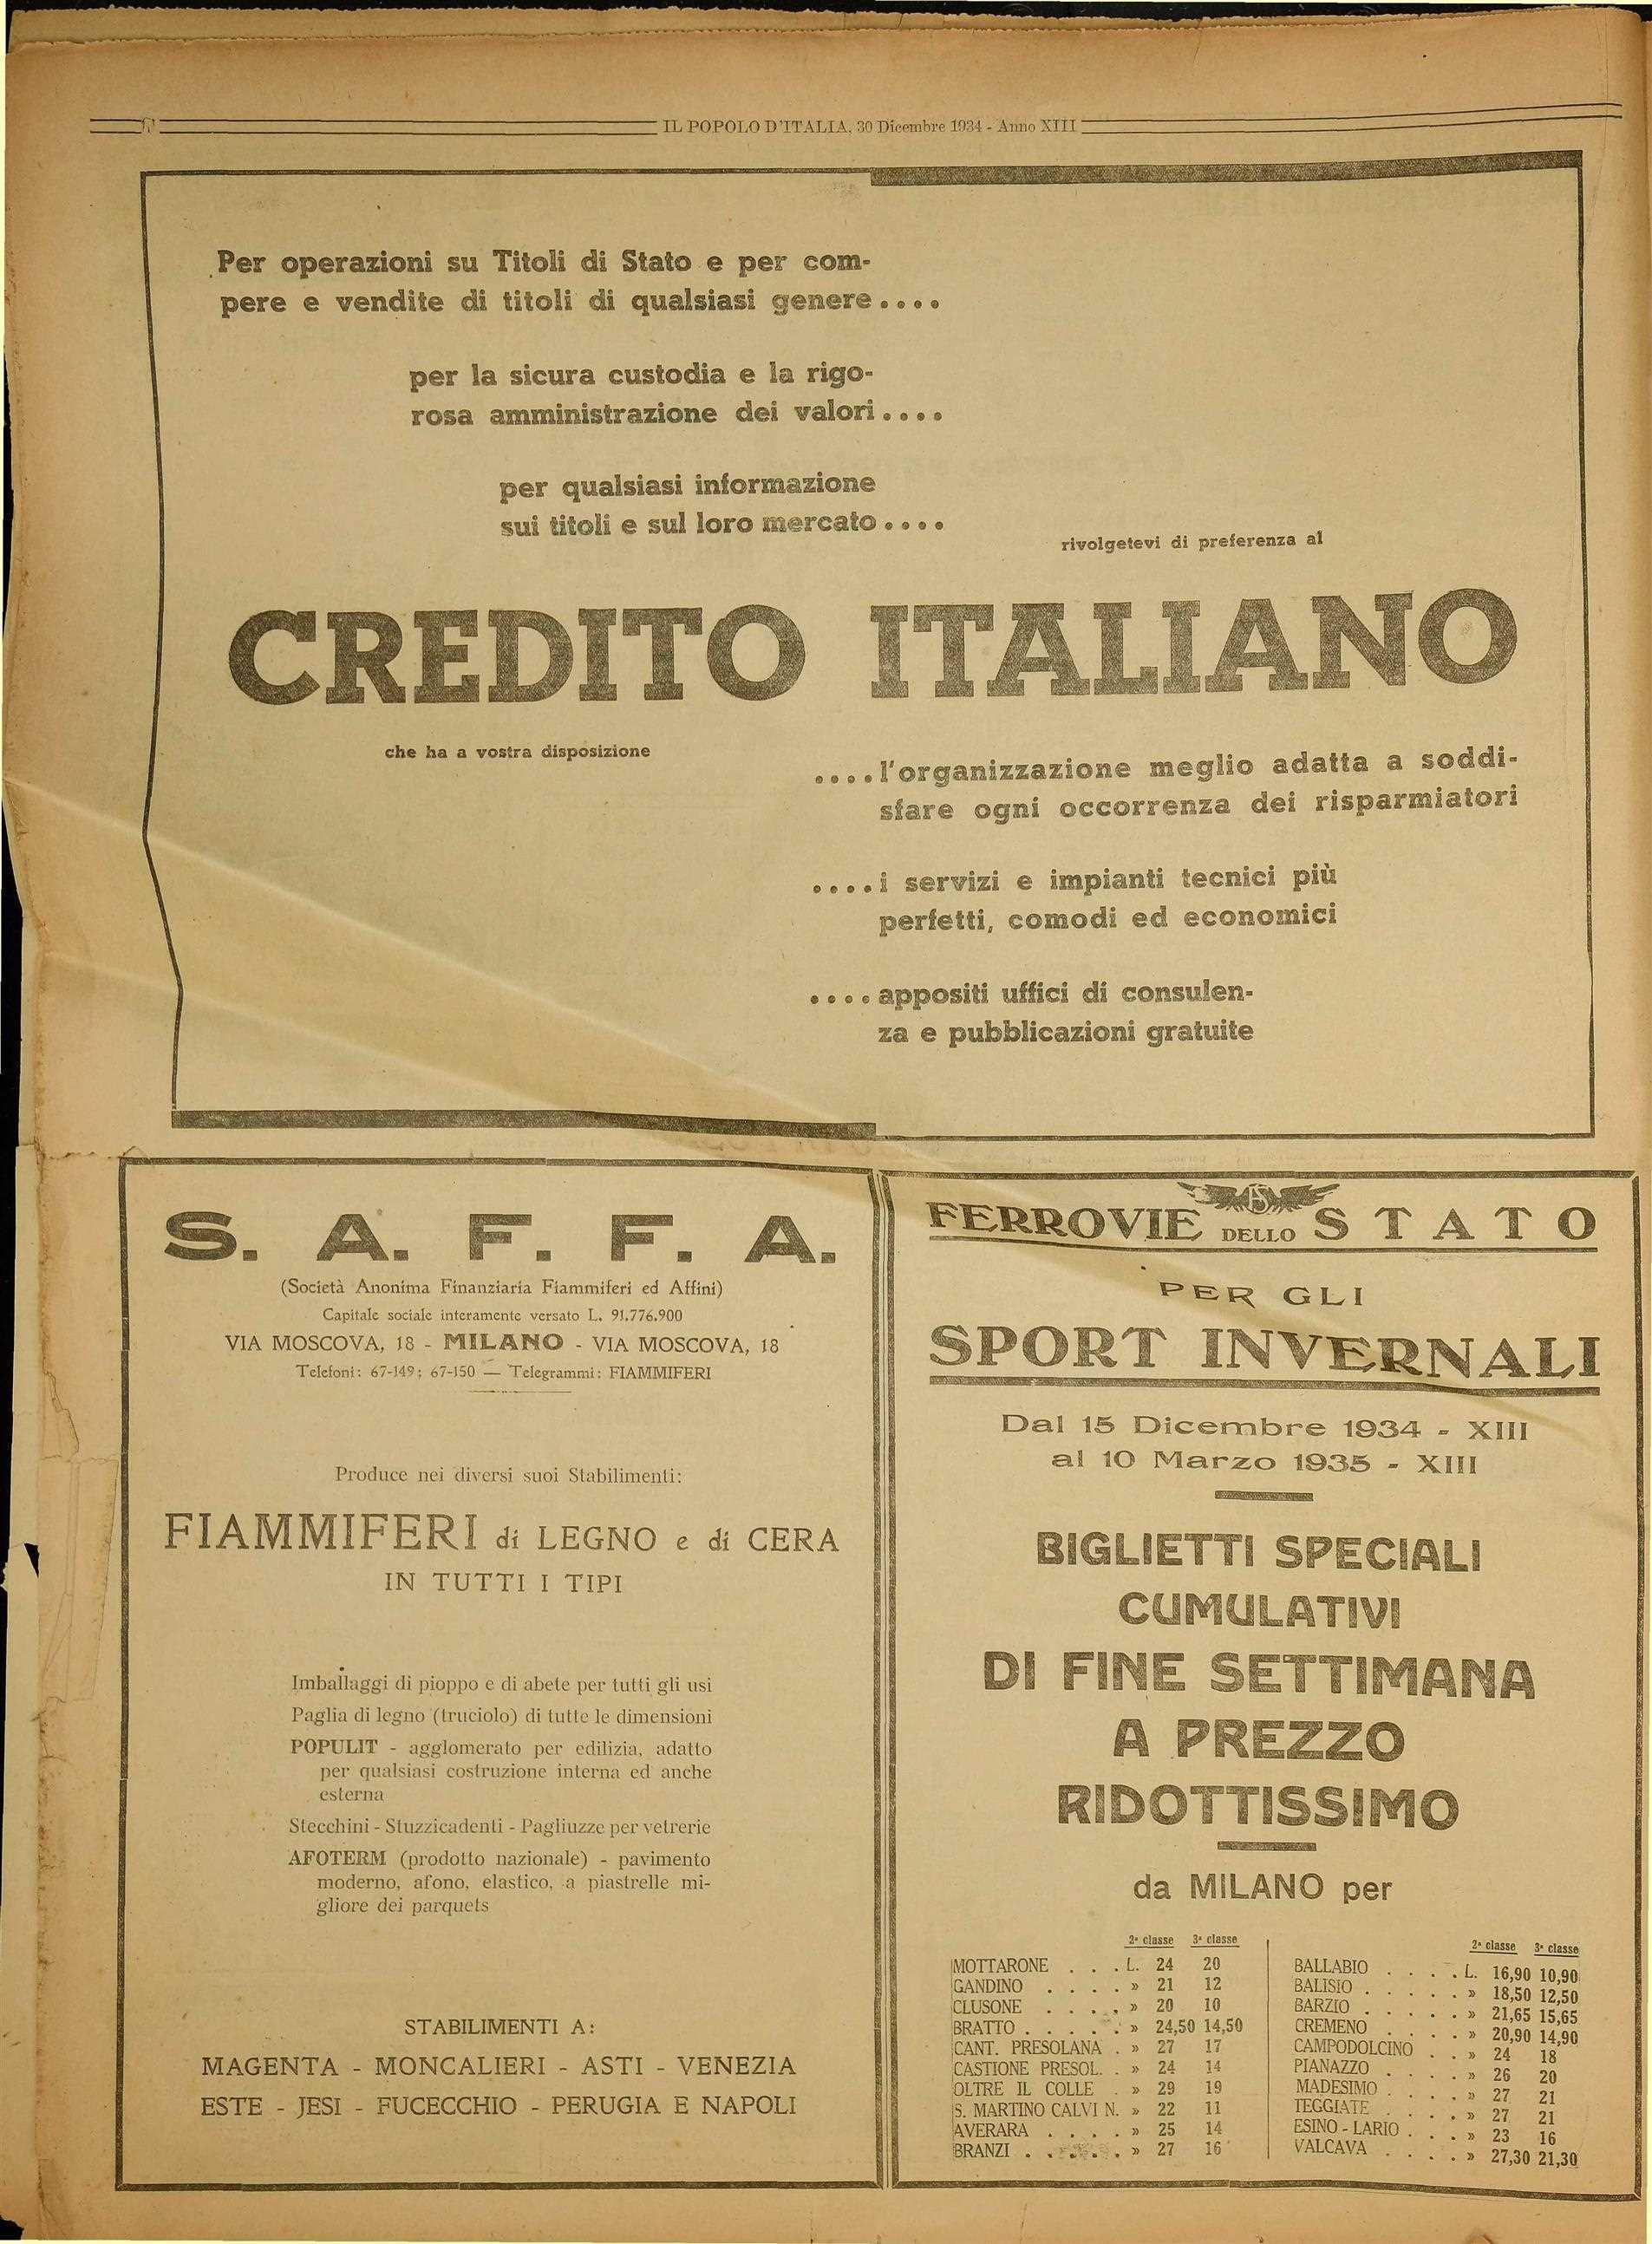 IL POPOLO D'ITALIA, 30 Dicembre 1934 - Anno XIII
Per operazioni su Titoli di Stato e per com-
pere e vendite di titoli di qualsiasi genere....
per la sicura custodia e la rigo-
rosa amministrazione dei valori....
per qualsiasi informazione
sui titoli e sul loro mercato....
rivolgetevi di preferenza al
CREDITO ITALIANO
che ha a vostra disposizione
....l'organizzazione meglio adatta a soddi-
sfare ogni occorrenza dei risparmiatori
....i servizi e impianti tecnici più
perfetti, comodi ed economici
....appositi uffici di consulen-
za e pubblicazioni gratuite
S. A. F. F. A.
(Società Anonima Finanziaria Fiammiferi ed Affini)
Capitale sociale interamente versato L. 91.776.900
VIA MOSCOVA, 18 - MILANO - VIA MOSCOVA, 18
Telefoni: 67-149; 67-150 — Telegrammi: FIAMMIFERI
Produce nei diversi suoi Stabilimenti:
FIAMMIFERI di LEGNO e di CERA
IN TUTTI I TIPI
Imballaggi di pioppo e di abete per tutti gli usi
Paglia di legno (truciolo) di tutte le dimensioni
POPULIT - agglomerato per edilizia, adatto
per qualsiasi costruzione interna ed anche
esterna
Stecchini - Stuzzicadenti - Pagliuzze per vetrerie
AFOTERM (prodotto nazionale) - pavimento
moderno, afono, elastico, a piastrelle mi-
gliore dei parquets
STABILIMENTI A:
MAGENTA - MONCALIERI - ASTI - VENEZIA
ESTE - JESI - FUCECCHIO - PERUGIA E NAPOLI
FERROVIE DELLO STATO
PER GLI
SPORT INVERNALI
Dal 15 Dicembre 1934 - XIII
al 10 Marzo 1935 - XIII
BIGLIETTI SPECIALI
CUMULATIVI
DI FINE SETTIMANA
A PREZZO
RIDOTTISSIMO
da MILANO per
2ª classe 3ª classe
MOTTARONE . . . L. 24 20
GANDINO . . . . » 21 12
CLUSONE . . . . » 20 10
BRATTO . . . . . » 24,50 14,50
CANT. PRESOLANA . » 27 17
CASTIONE PRESOL. . » 24 14
OLTRE IL COLLE . » 29 19
S. MARTINO CALVI N. » 22 11
AVERARA . . . . » 25 14
BRANZI . . . . . » 27 16
2ª classe 3ª classe
BALLABIO . . . . L. 16,90 10,90
BALISIO . . . . . » 18,50 12,50
BARZIO . . . . . » 21,65 15,65
CREMENO . . . . » 20,90 14,90
CAMPODOLCINO . . » 24 18
PIANAZZO . . . . » 26 20
MADESIMO . . . . » 27 21
TEGGIATE . . . . » 27 21
ESINO - LARIO . . . » 23 16
VALCAVA . . . . » 27,30 21,30